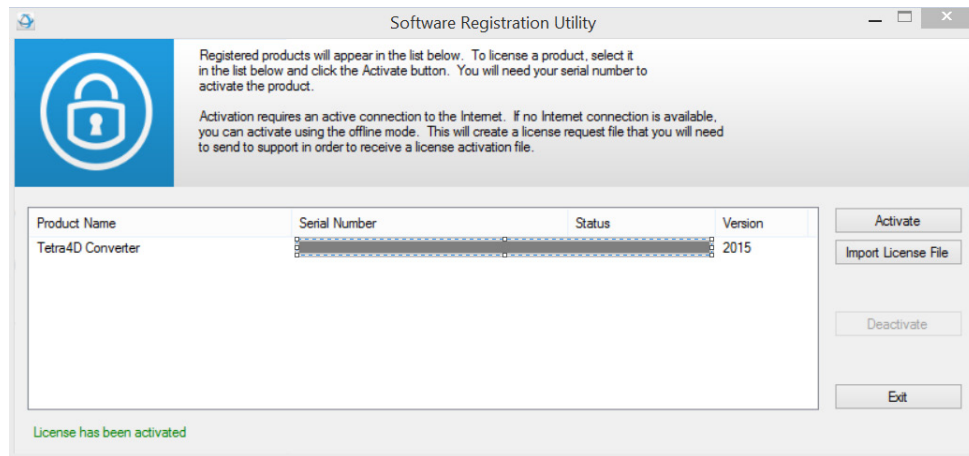 Software Registration Utility
Registered products will appear in the list below. To license a product, select it
in the list below and click the Activate button. You will need your serial number to
activate the product.
Activation requires an active connection to the Internet. If no Internet connection is available,
you can activate using the offline mode. This will create a license request file that you will need
to send to support in order to receive a license activation file.
Product Name Serial Number Status Version
Tetra4D Converter 2015
Activate
Import License File
Deactivate
Exit
License has been activated